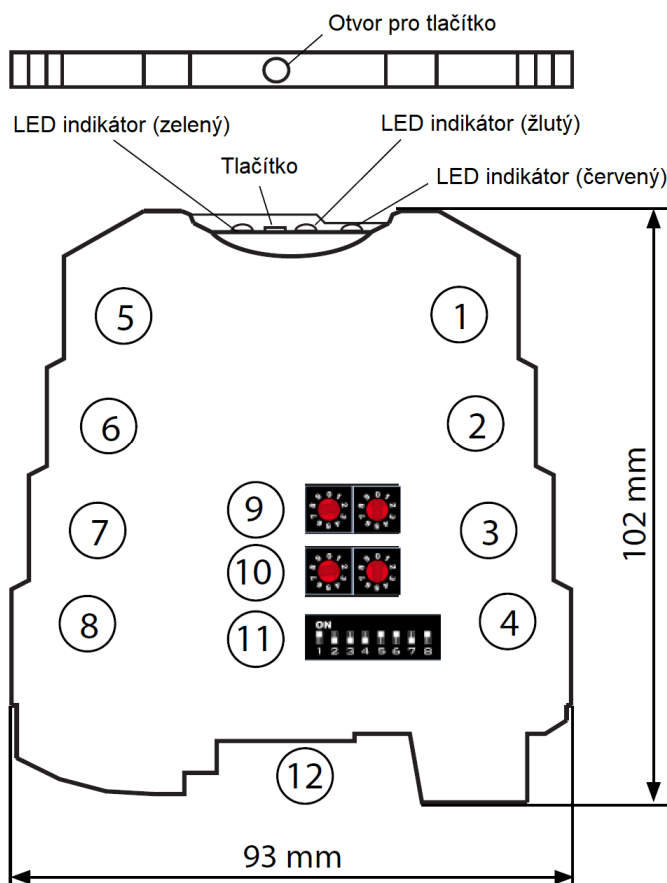 Otvor pro tlačítko
LED indikátor (zelený)
LED indikátor (žlutý)
Tlačítko
LED indikátor (červený)
5
1
6
2
9
7
3
10
8
11
4
ON
1 2 3 4 5 6 7 8
12
102 mm
93 mm